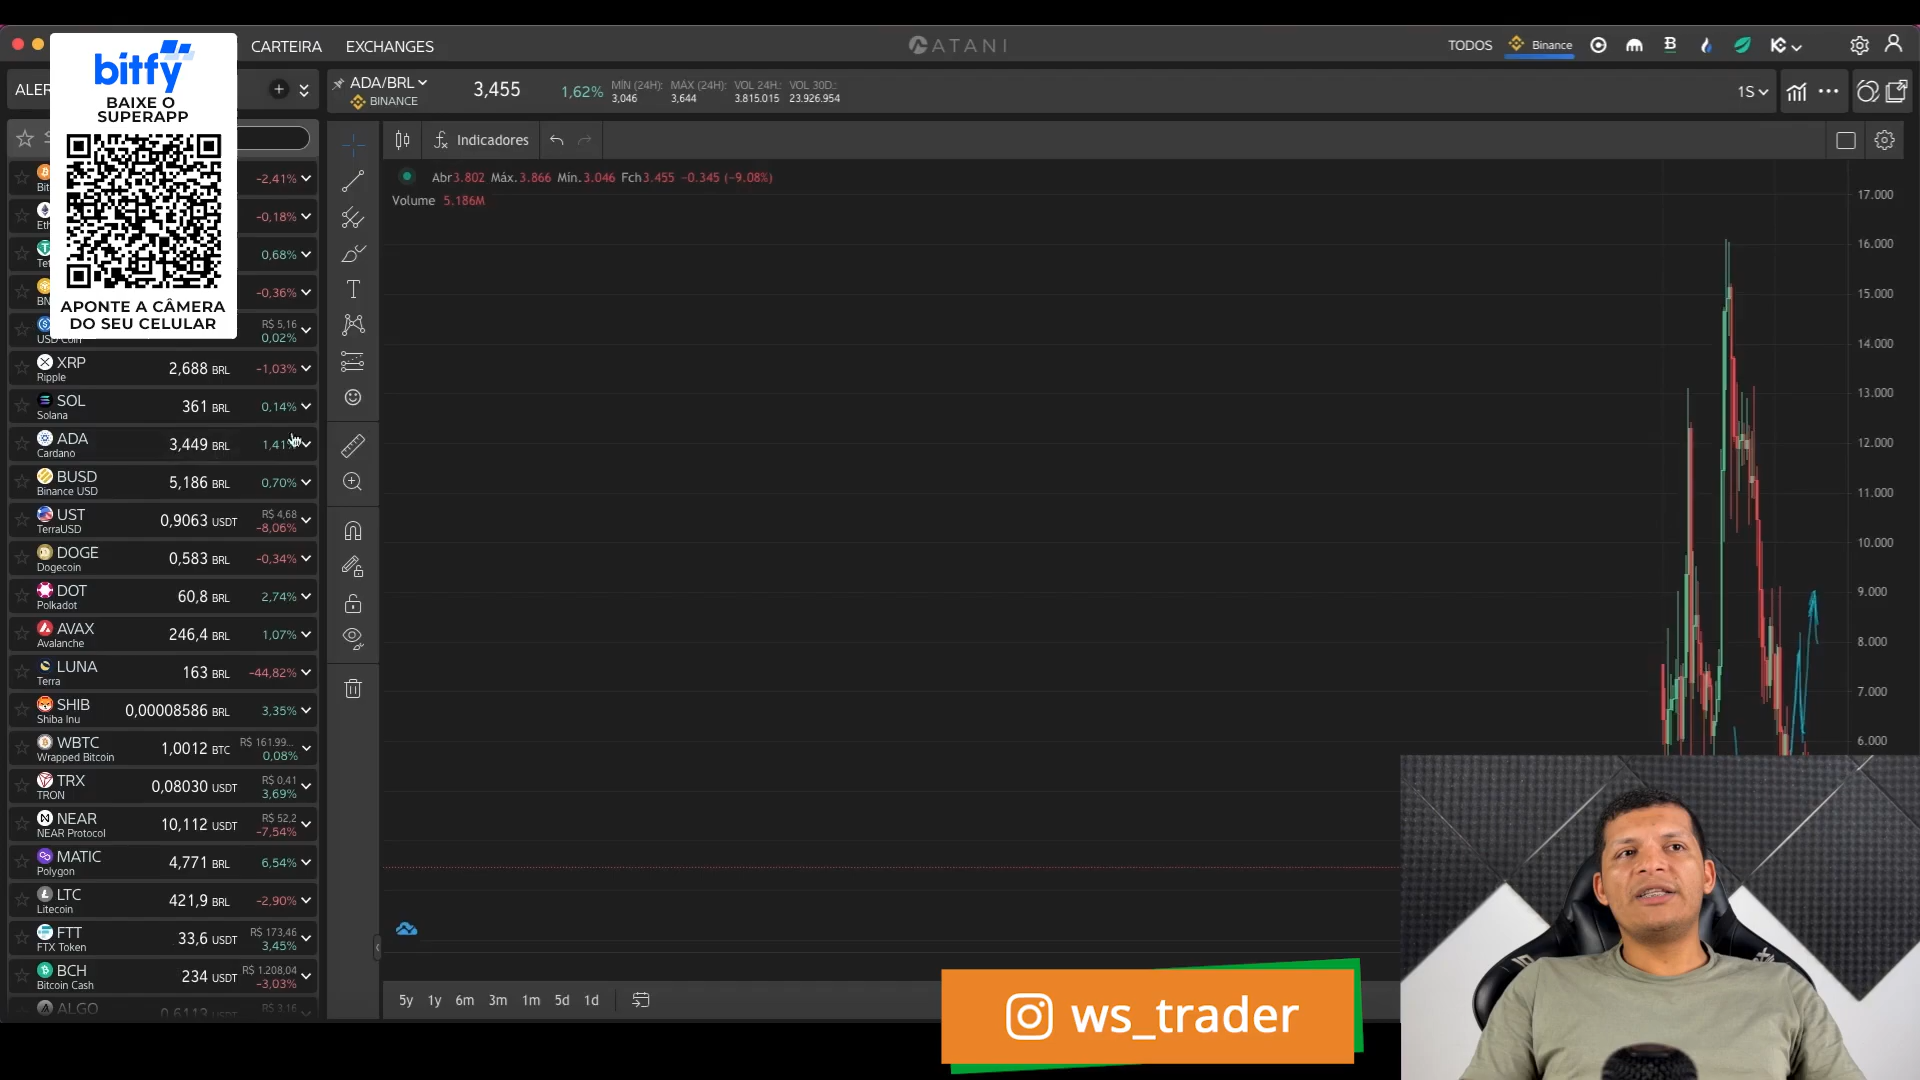 bitfy
BAIXE O
SUPERAPP
APONTE A CÂMERA
DO SEU CELULAR
CARTEIRA EXCHANGES
ATANI
TODOS Binance
ADA/BRL
BINANCE
3,455
1,62%
MÍN (24H): MÁX (24H): VOL 24H.: VOL 30D.:
3,046 3,644 3.815.015 23.926.954
1S
Indicadores
Abr3.802 Máx.3.866 Mín.3.046 Fch3.455 -0.345 (-9.08%)
Volume 5.186M
-2,41%
-0,18%
0,68%
-0,36%
R$ 5,16
0,02%
XRP 2,688 BRL -1,03%
Ripple
SOL 361 BRL 0,14%
Solana
ADA 3,449 BRL
Cardano
BUSD 5,186 BRL 0,70%
Binance USD
UST 0,9063 USDT R$ 4,68
TerraUSD -8,06%
DOGE 0,583 BRL -0,34%
Dogecoin
DOT 60,8 BRL 2,74%
Polkadot
AVAX 246,4 BRL 1,07%
Avalanche
LUNA 163 BRL -44,82%
Terra
SHIB 0,00008586 BRL 3,35%
Shiba Inu
WBTC 1,0012 BTC R$ 161.99...
Wrapped Bitcoin 0,08%
TRX 0,08030 USDT R$ 0,41
TRON 3,69%
NEAR 10,112 USDT R$ 52,2
NEAR Protocol -7,54%
MATIC 4,771 BRL 6,54%
Polygon
LTC 421,9 BRL -2,90%
Litecoin
FTT 33,6 USDT R$ 173,46
FTX Token 3,45%
BCH 234 USDT R$ 1.208,04
Bitcoin Cash -3,03%
ALGO 0,6113 USDT R$ 3,16
17.000
16.000
15.000
14.000
13.000
12.000
11.000
10.000
9.000
8.000
7.000
6.000
5y 1y 6m 3m 1m 5d 1d
ws_trader